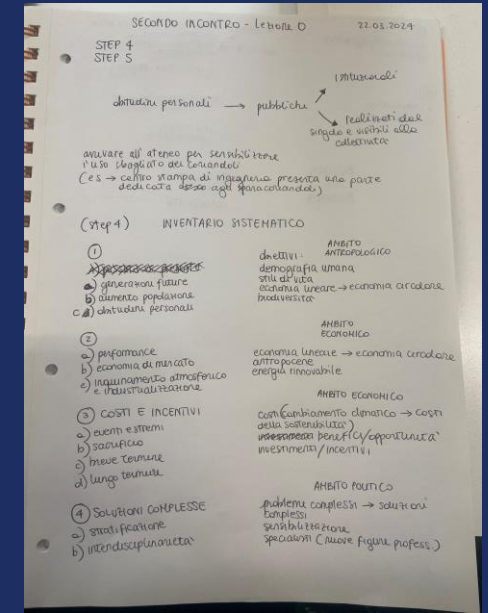 SECONDO INCONTRO - Lezione 0 22.03.2024
STEP 4
STEP 5
istituzionali
abitudini personali → pubbliche
realizzati dal
singolo e visibili alla
collettività
arrivare all'ateneo per sensibilizzare
l'uso sbagliato dei coriandoli
(es → centro stampa di ingegneria presenta una parte
dedicata agli sparacoriandoli)
(step 4) INVENTARIO SISTEMATICO
①
a) generazioni future
b) aumento popolazione
c) abitudini personali
AMBITO
ANTROPOLOGICO
obiettivi:
demografia umana
stili di vita
economia lineare → economia circolare
biodiversità
②
a) performance
b) economia di mercato
c) inquinamento atmosferico
e industrializzazione
AMBITO
ECONOMICO
economia lineare → economia circolare
antropocene
energia rinnovabile
③ COSTI E INCENTIVI
a) eventi estremi
b) sacrificio
c) breve termine
d) lungo termine
AMBITO ECONOMICO
costi (cambiamento climatico → costi
della sostenibilità)
benefici/opportunità
investimenti/incentivi
④ SOLUZIONI COMPLESSE
a) stratificazione
b) interdisciplinarietà
AMBITO POLITICO
problemi complessi → soluzioni
complessi
sensibilizzazione
specialisti (nuove figure profess.)